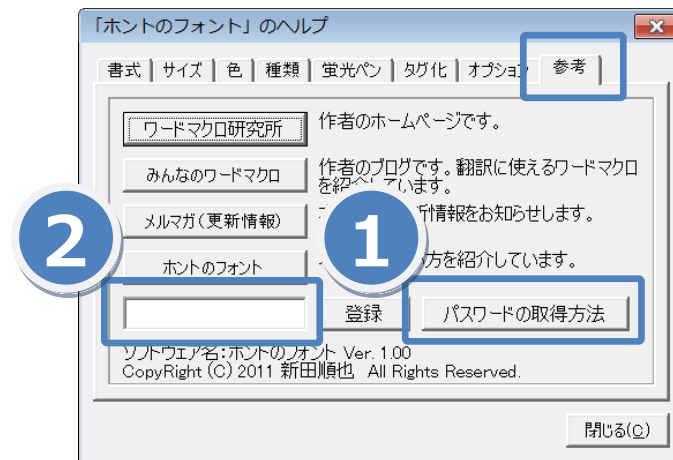 「ホントのフォント」のヘルプ
書式 サイズ 色 種類 蛍光ペン タグ化 オプション 参考
ワードマクロ研究所 作者のホームページです。
みんなのワードマクロ 作者のブログです。翻訳に使えるワードマクロ
を紹介しています。
メルマガ(更新情報) 新情報をお知らせします。
ホントのフォント 方を紹介しています。
2 1
登録 パスワードの取得方法
ソフトウェア名:ホントのフォント Ver. 1.00
CopyRight (C) 2011 新田順也 All Rights Reserved.
閉じる(C)